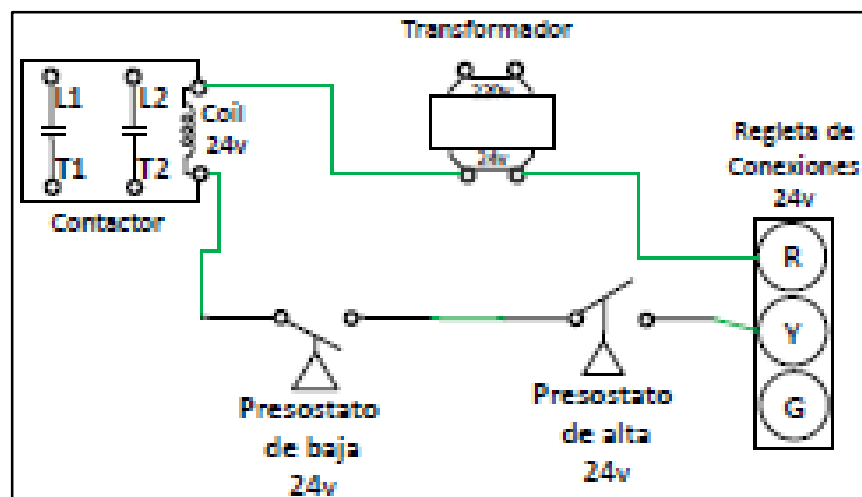 Transformador
220v
24v
L1
L2
Coil
24v
T1
T2
Contactor
Regleta de
Conexiones
24v
R
Y
G
Presostato
de baja
24v
Presostato
de alta
24v